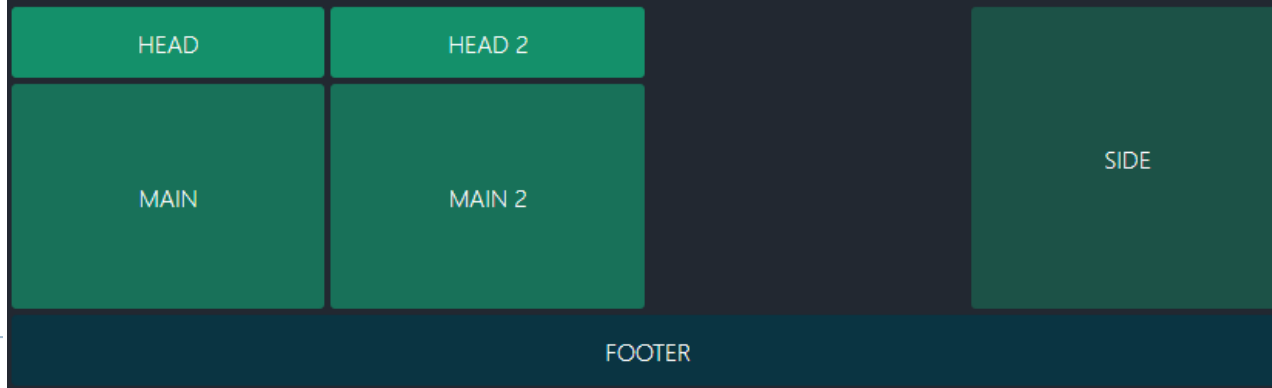 HEAD
HEAD 2
SIDE
MAIN
MAIN 2
FOOTER